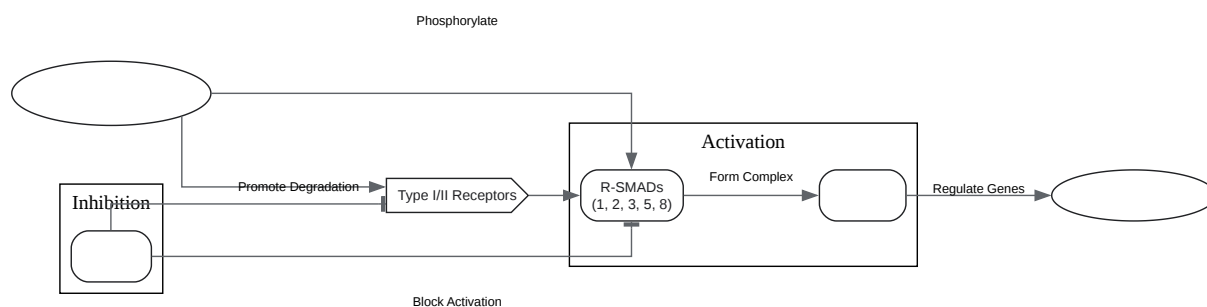 Phosphorylate
Activation
Form Complex
R-SMADs
(1, 2, 3, 5, 8)
Promote Degradation
Type I/II Receptors
Regulate Genes
Inhibition
Block Activation